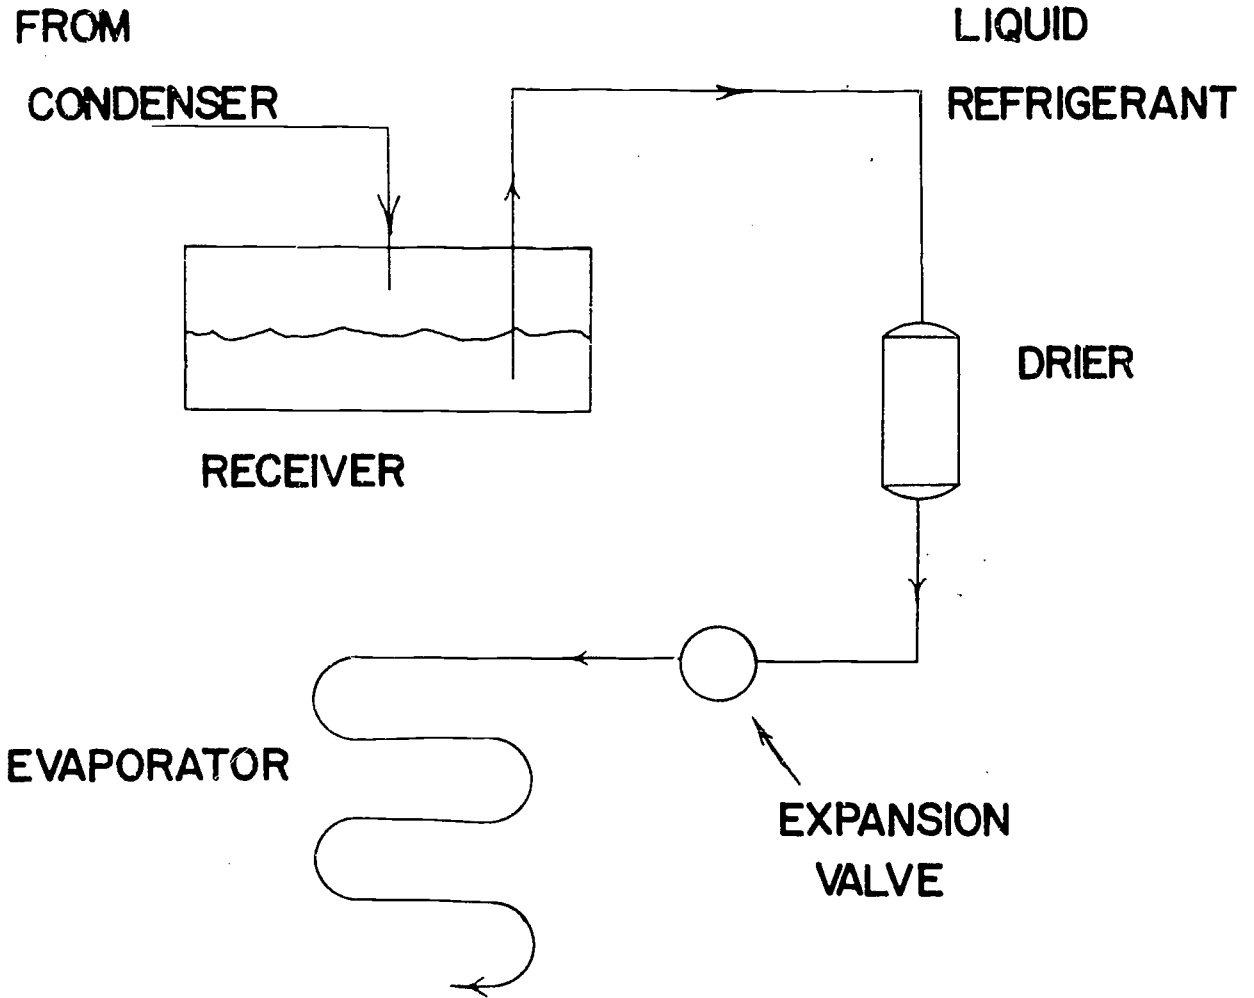 FROM
CONDENSER
LIQUID
REFRIGERANT
DRIER
RECEIVER
EVAPORATOR
EXPANSION
VALVE